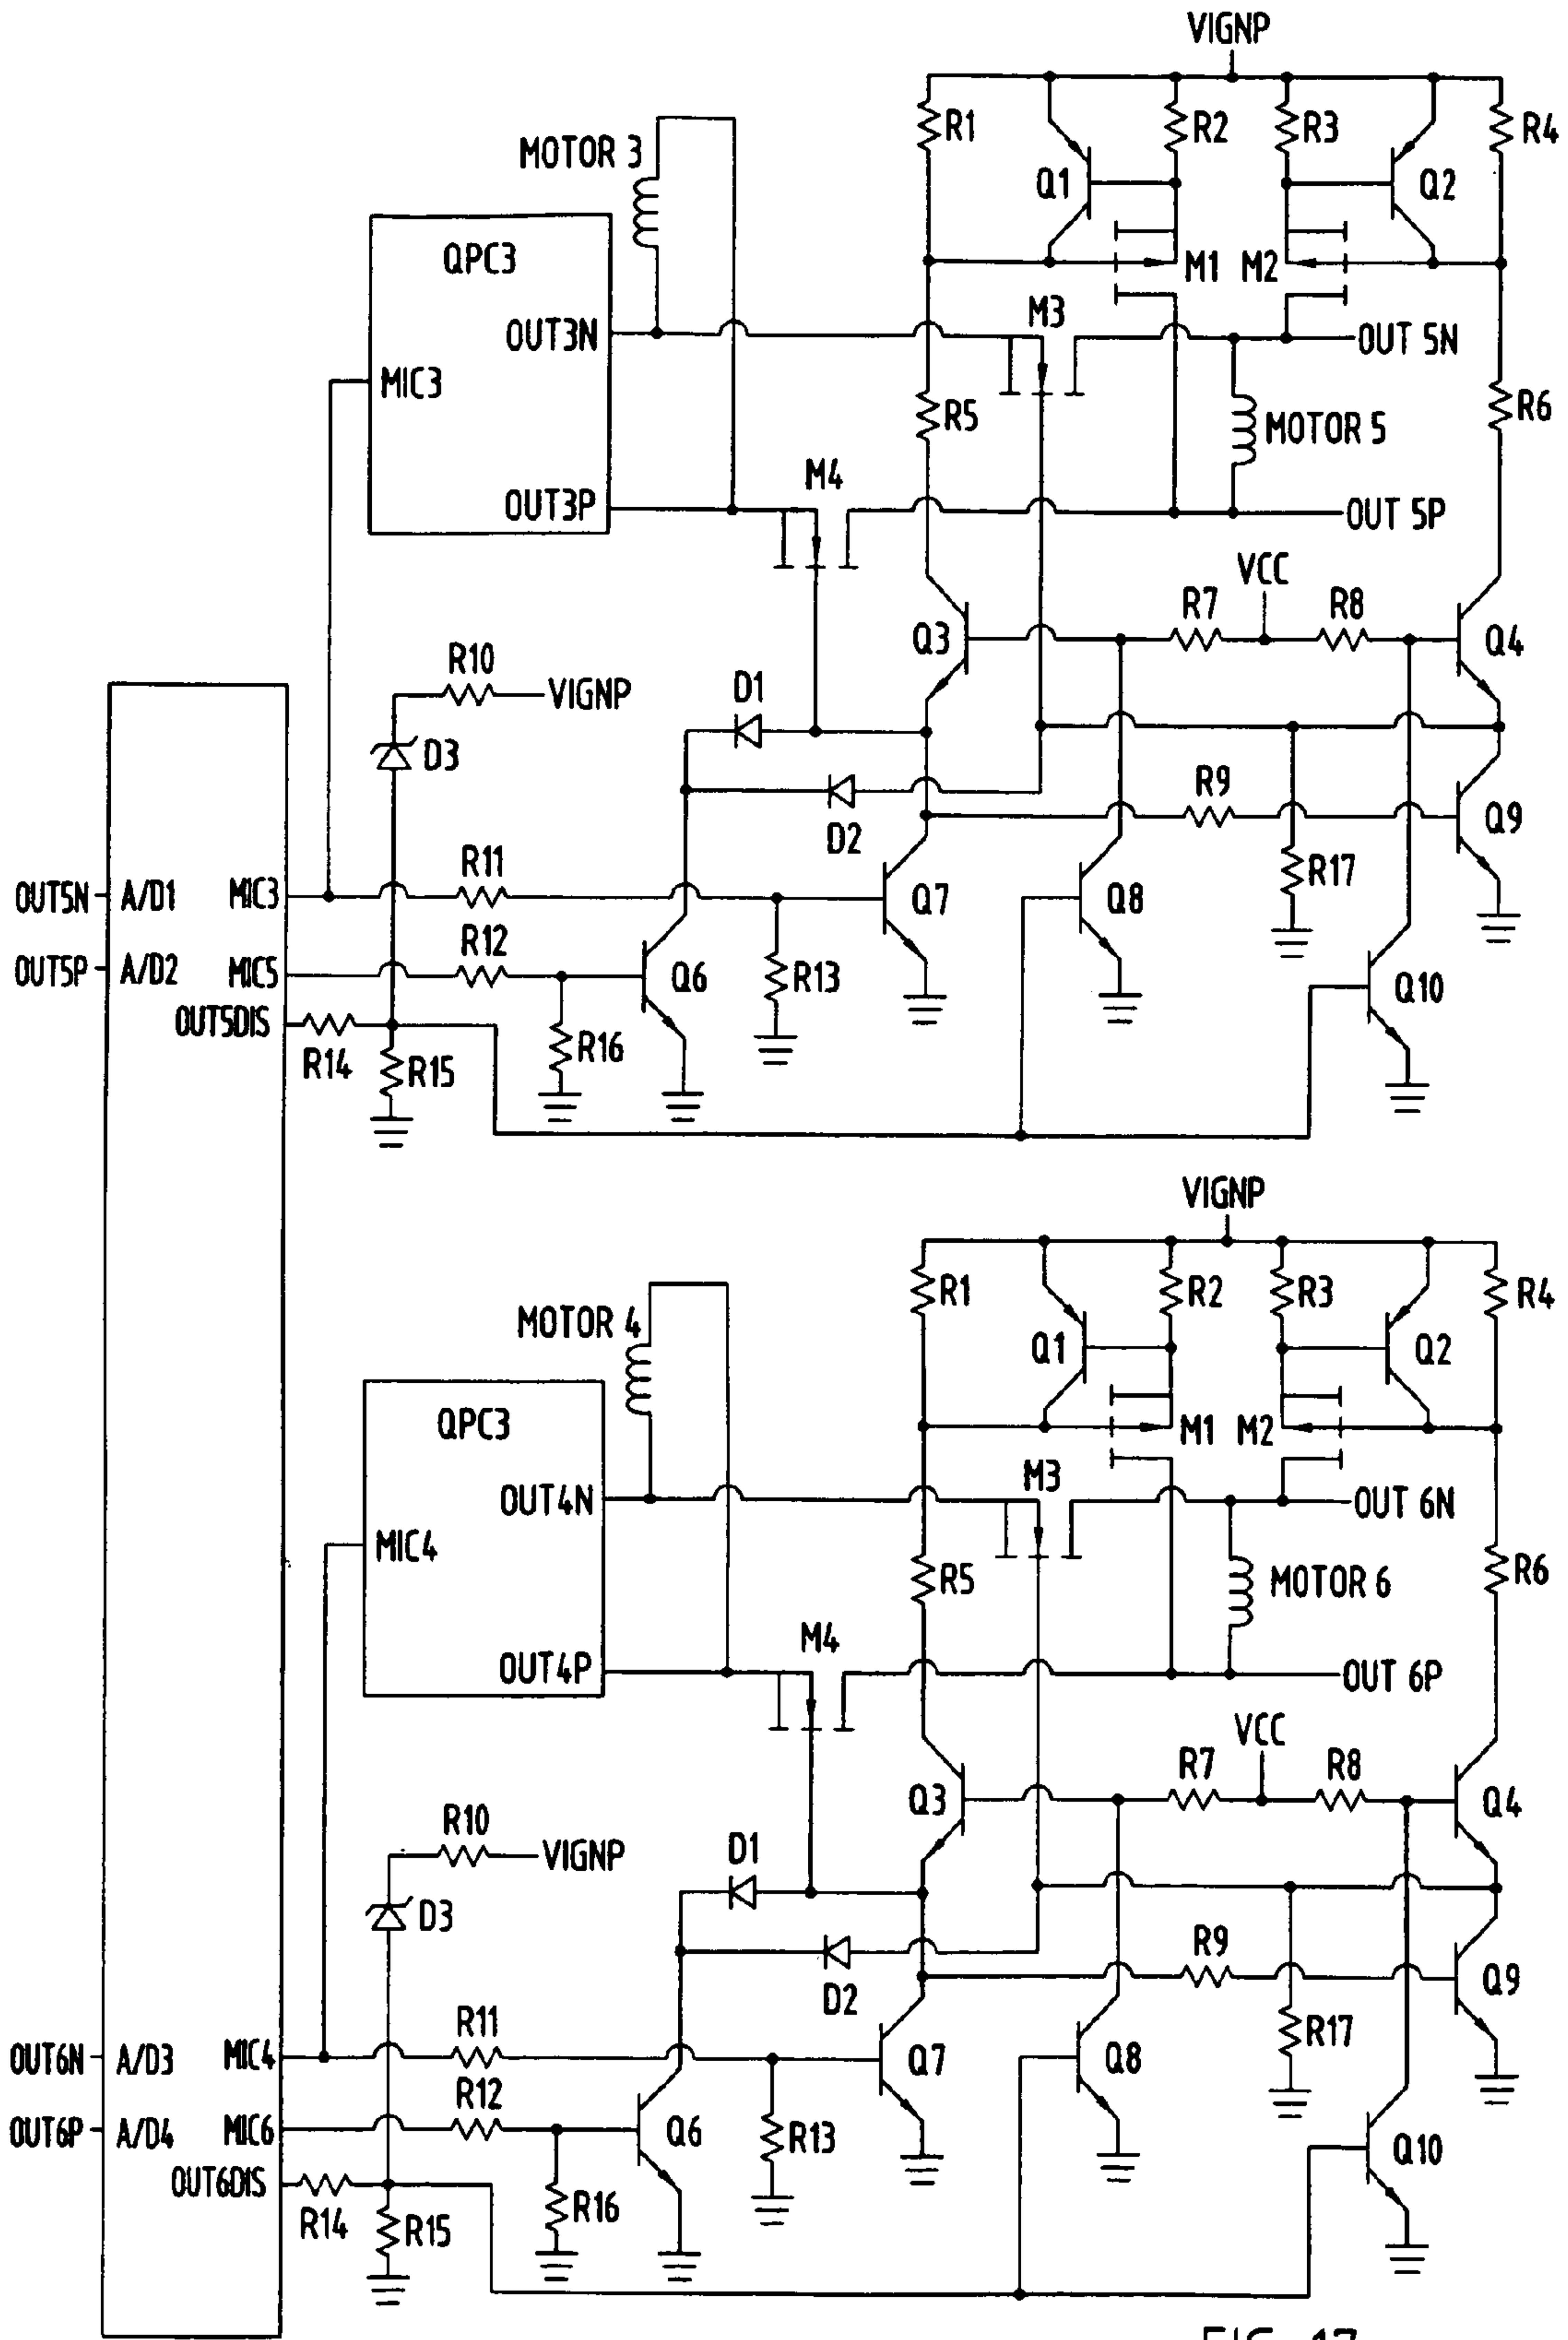 VIGNP
R1
R2
R3
R4
MOTOR 3
Q1
Q2
QPC3
M1
M2
M3
OUT3N
OUT 5N
MIC3
R5
MOTOR 5
R6
M4
OUT3P
OUT 5P
VCC
R7
R8
Q3
Q4
R10
VIGNP
D1
D3
R9
D2
Q9
R11
R17
OUT5N
A/D1
MIC3
Q7
Q8
R12
OUT5P
A/D2
MIC5
Q6
R13
Q10
OUT5DIS
R14
R15
R16
VIGNP
R1
R2
R3
R4
MOTOR 4
Q1
Q2
QPC3
M1
M2
M3
OUT4N
OUT 6N
MIC4
R5
MOTOR 6
R6
M4
OUT4P
OUT 6P
VCC
R7
R8
Q3
Q4
R10
VIGNP
D1
D3
R9
D2
Q9
R11
R17
OUT6N
A/D3
MIC4
Q7
Q8
R12
OUT6P
A/D4
MIC6
Q6
R13
Q10
OUT6DIS
R14
R15
R16